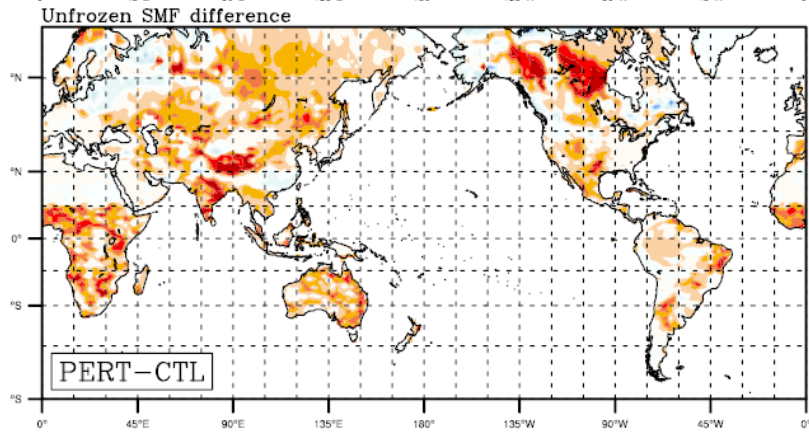 Unfrozen SMF difference
°N
°N
0°
°S
PERT-CTL
°S
0°
45°E
90°E
135°E
180°
135°W
90°W
45°W
0°